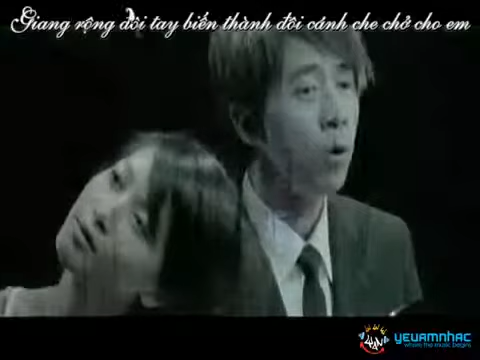 Giang rộng đôi tay biến thành đôi cánh che chở cho em
YEUAMNHAC
where the music begins